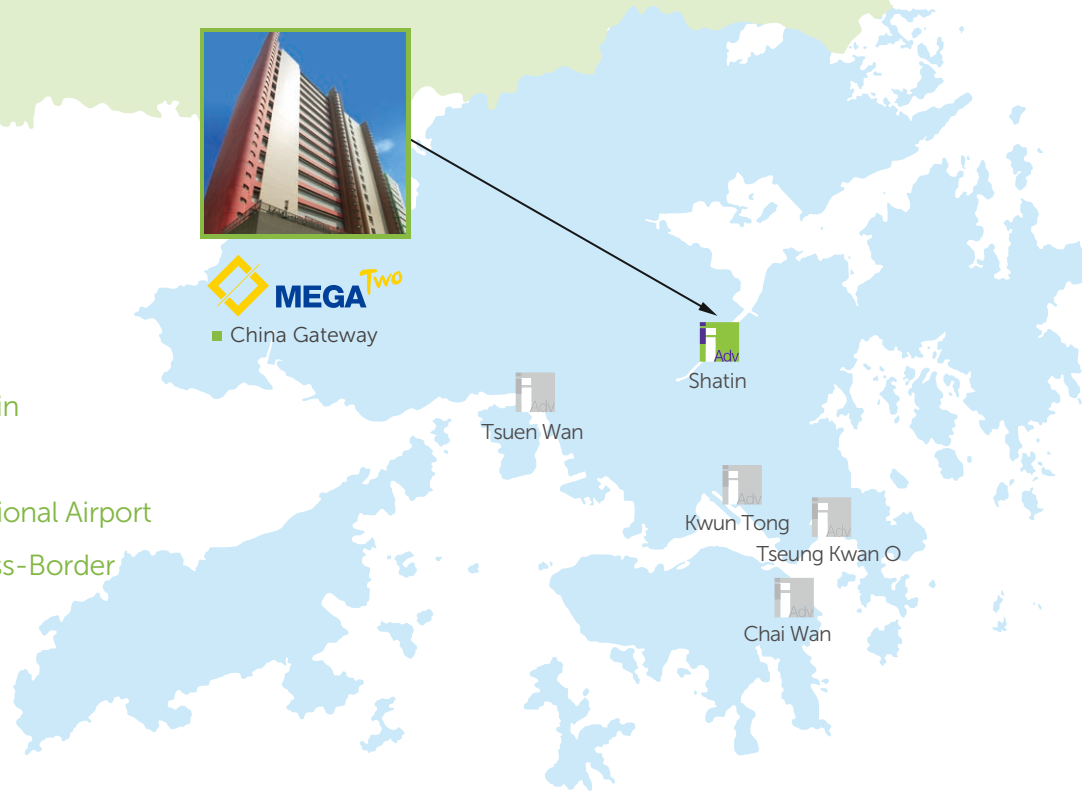 MEGA Two
China Gateway
Adv
Shatin
Adv
Tsuen Wan
in
Adv
Kwun Tong
ional Airport
Adv
Tseung Kwan O
s-Border
Adv
Chai Wan